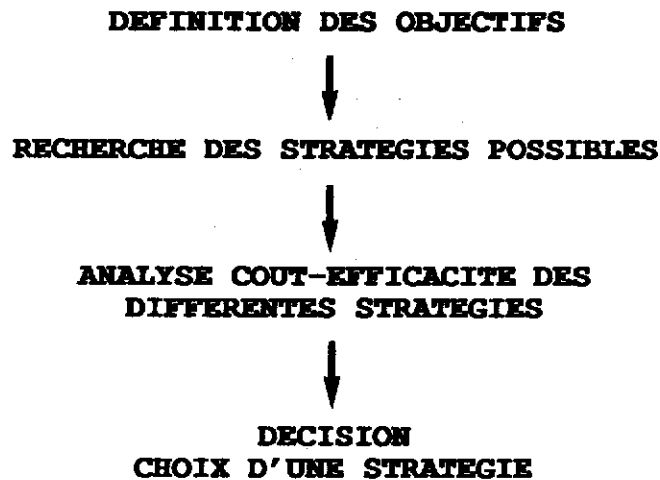 DEFINITION DES OBJECTIFS
RECHERCHE DES STRATEGIES POSSIBLES
ANALYSE COUT-EFFICACITE DES
DIFFERENTES STRATEGIES
DECISION
CHOIX D'UNE STRATEGIE